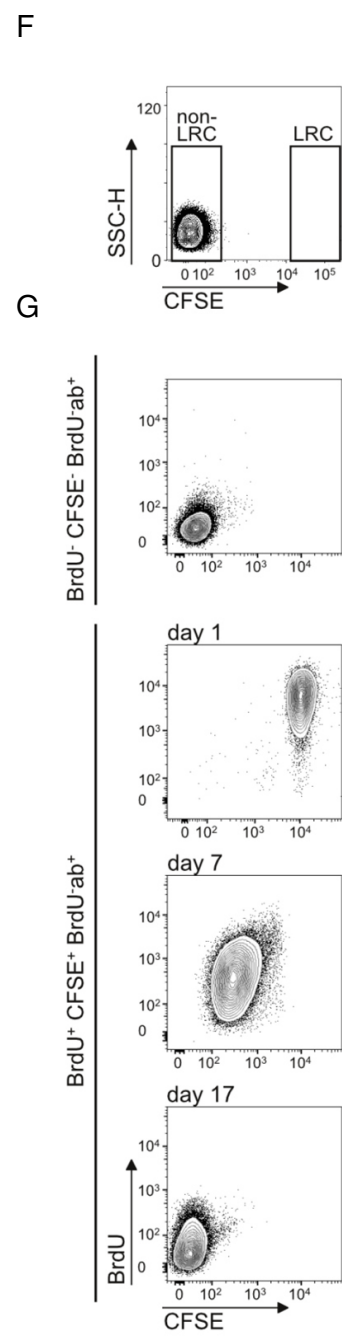 F
120
non-
LRC
LRC
SSC-H
0
0 10² 10³ 10⁴ 10⁵
CFSE
G
BrdU⁻ CFSE⁻ BrdU⁻ab⁺
10⁴
10³
10²
0
0 10² 10³ 10⁴
BrdU⁺ CFSE⁺ BrdU⁻ab⁺
day 1
10⁴
10³
10²
0
0 10² 10³ 10⁴
day 7
10⁴
10³
10²
0
0 10² 10³ 10⁴
day 17
10⁴
10³
10²
0
BrdU
0 10² 10³ 10⁴
CFSE